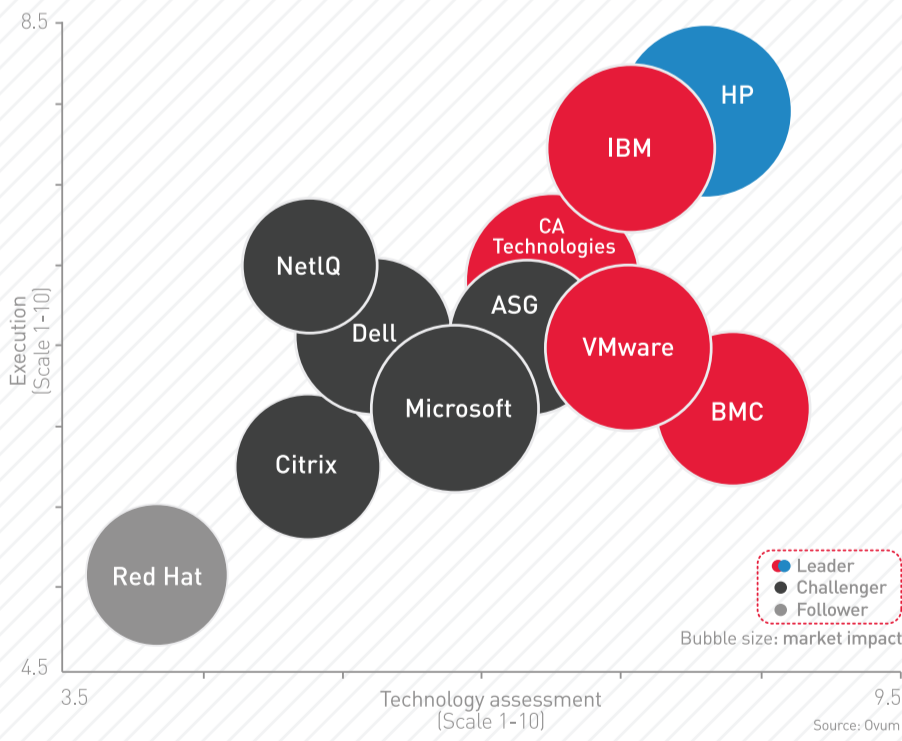 8.5
HP
IBM
CA
Technologies
NetIQ
ASG
Dell
VMware
Microsoft
BMC
Citrix
Red Hat
Execution
(Scale 1-10)
Leader
Challenger
Follower
Bubble size: market impact
4.5
3.5
Technology assessment
(Scale 1-10)
9.5
Source: Ovum